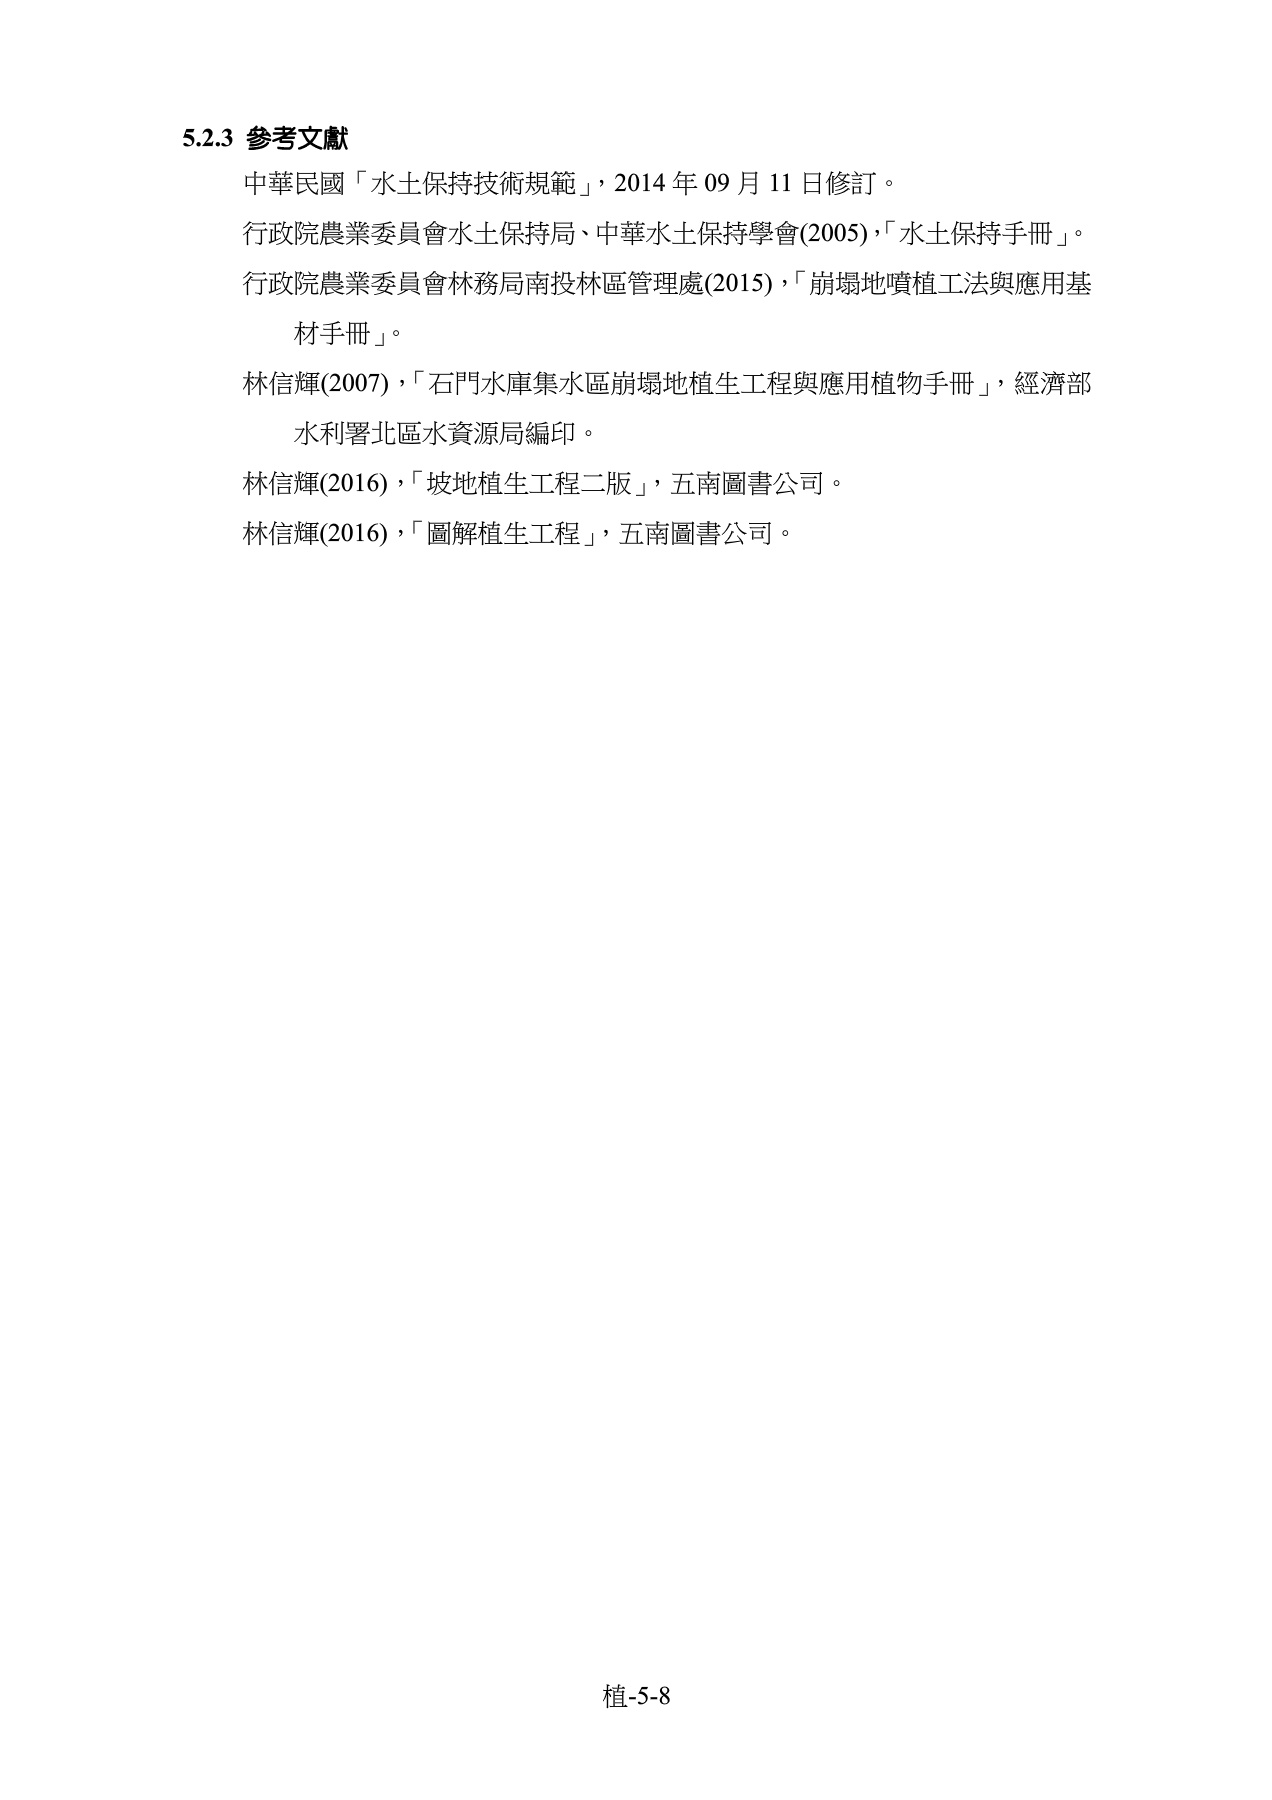 5.2.3 參考文獻
中華民國「水土保持技術規範」，2014 年 09 月 11 日修訂。
行政院農業委員會水土保持局、中華水土保持學會(2005)，「水土保持手冊」。
行政院農業委員會林務局南投林區管理處(2015)，「崩塌地噴植工法與應用基
材手冊」。
林信輝(2007)，「石門水庫集水區崩塌地植生工程與應用植物手冊」，經濟部
水利署北區水資源局編印。
林信輝(2016)，「坡地植生工程二版」，五南圖書公司。
林信輝(2016)，「圖解植生工程」，五南圖書公司。
植-5-8